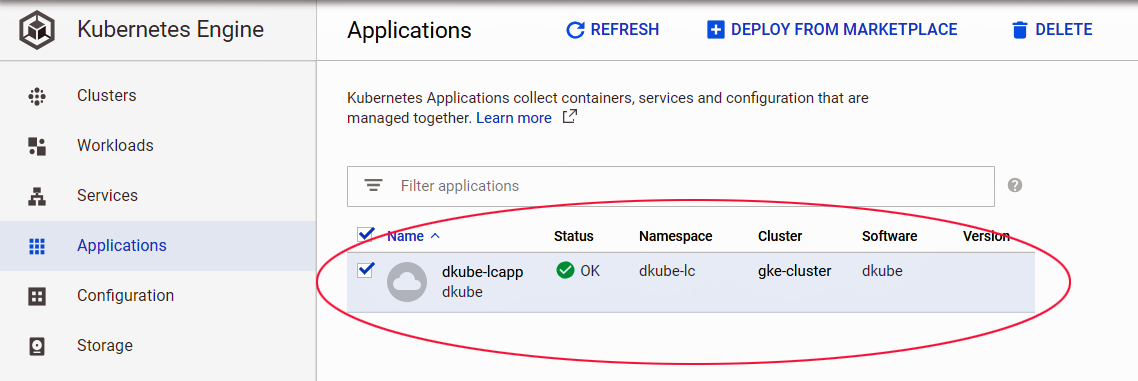 Kubernetes Engine
Applications
REFRESH
DEPLOY FROM MARKETPLACE
DELETE
Clusters
Workloads
Services
Applications
Configuration
Storage
Kubernetes Applications collect containers, services and configuration that are
managed together. Learn more
Filter applications
?
Name Status Namespace Cluster Software Version
dkube-lcapp OK dkube-lc gke-cluster dkube
dkube